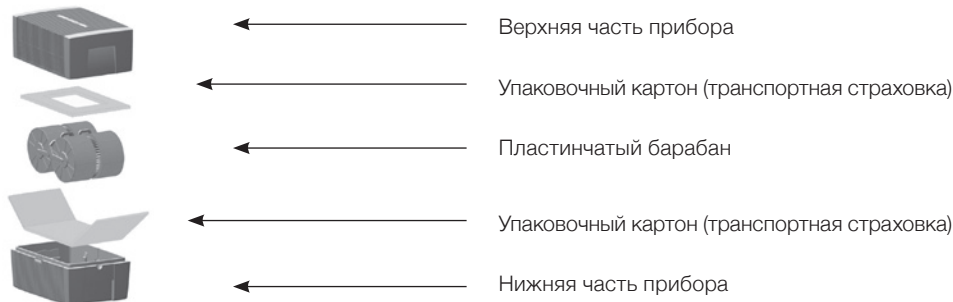 Верхняя часть прибора
Упаковочный картон (транспортная страховка)
Пластинчатый барабан
Упаковочный картон (транспортная страховка)
Нижняя часть прибора